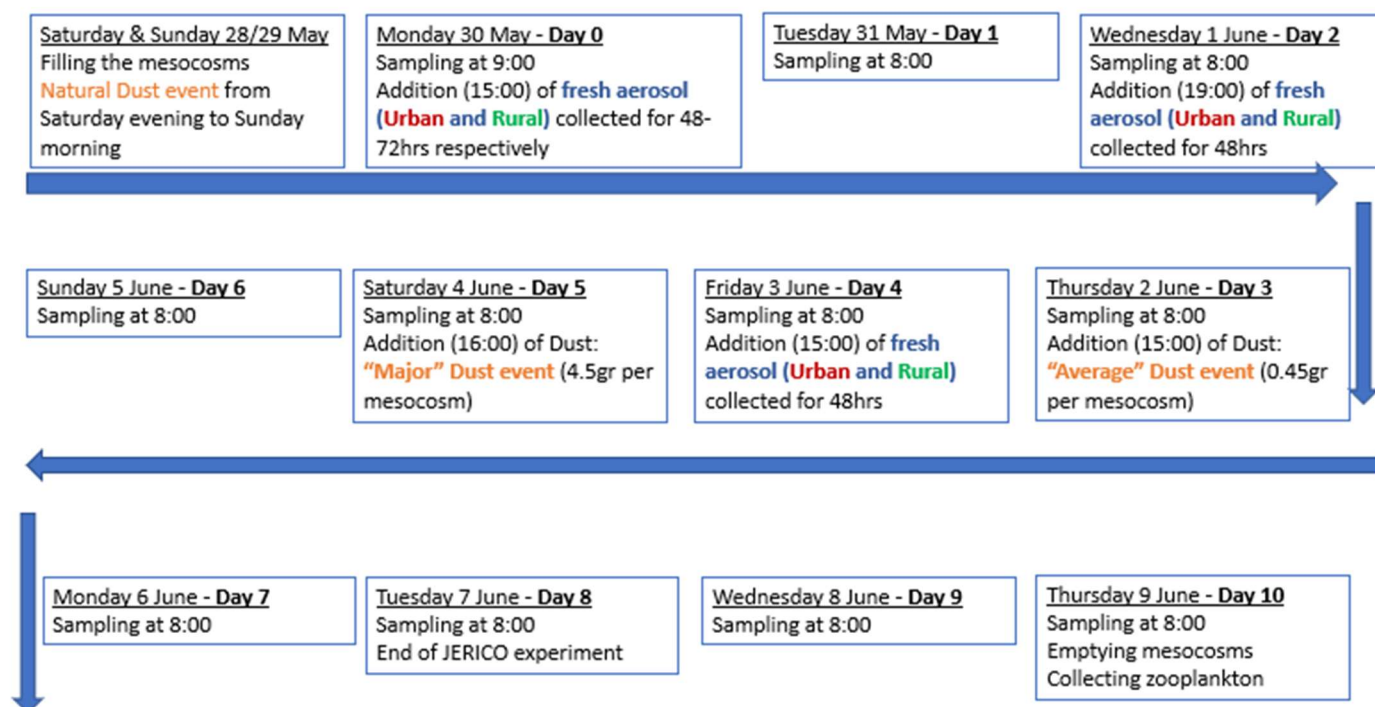 Saturday & Sunday 28/29 May
Filling the mesocosms
Natural Dust event from
Saturday evening to Sunday
morning
Monday 30 May - Day 0
Sampling at 9:00
Addition (15:00) of fresh aerosol
(Urban and Rural) collected for 48-
72hrs respectively
Tuesday 31 May - Day 1
Sampling at 8:00
Wednesday 1 June - Day 2
Sampling at 8:00
Addition (19:00) of fresh
aerosol (Urban and Rural)
collected for 48hrs
Thursday 2 June - Day 3
Sampling at 8:00
Addition (15:00) of Dust:
“Average” Dust event (0.45gr
per mesocosm)
Friday 3 June - Day 4
Sampling at 8:00
Addition (15:00) of fresh
aerosol (Urban and Rural)
collected for 48hrs
Saturday 4 June - Day 5
Sampling at 8:00
Addition (16:00) of Dust:
“Major” Dust event (4.5gr per
mesocosm)
Sunday 5 June - Day 6
Sampling at 8:00
Monday 6 June - Day 7
Sampling at 8:00
Tuesday 7 June - Day 8
Sampling at 8:00
End of JERICO experiment
Wednesday 8 June - Day 9
Sampling at 8:00
Thursday 9 June - Day 10
Sampling at 8:00
Emptying mesocosms
Collecting zooplankton